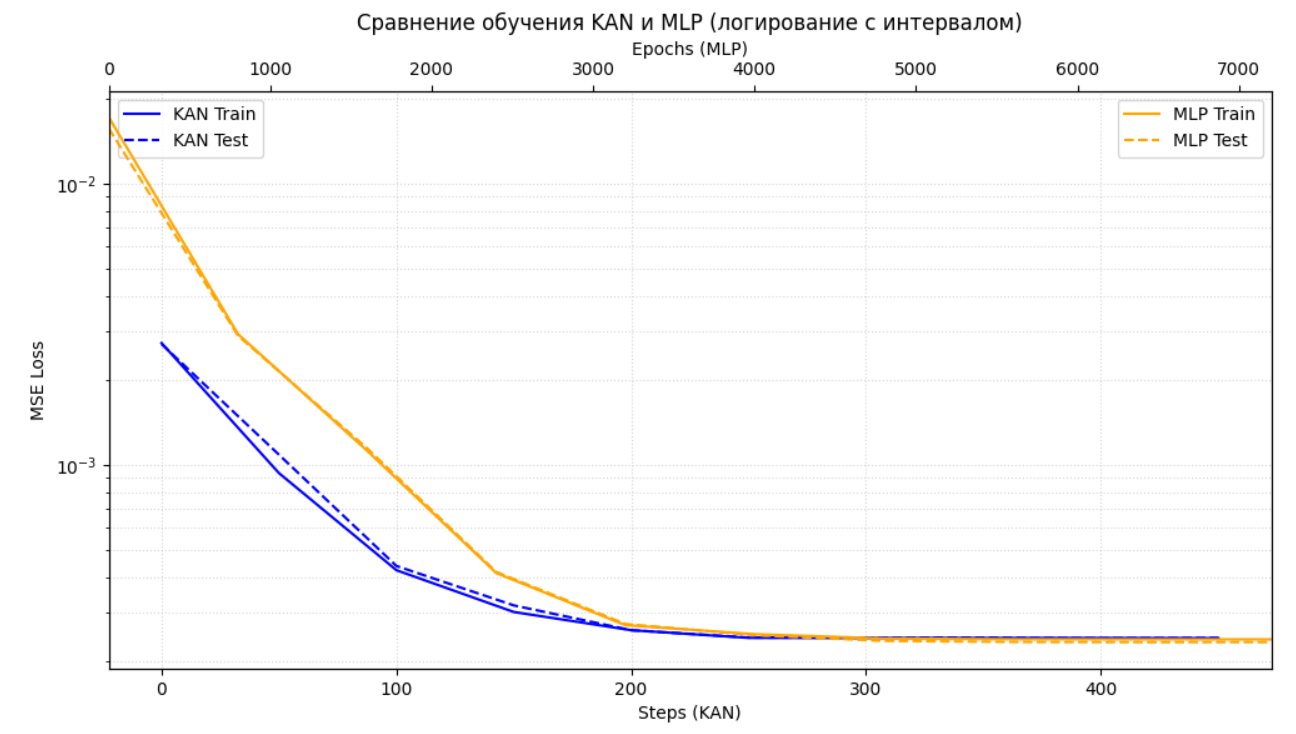 Сравнение обучения KAN и MLP (логирование с интервалом)
Epochs (MLP)
0 1000 2000 3000 4000 5000 6000 7000
KAN Train
KAN Test
MLP Train
MLP Test
10⁻²
10⁻³
MSE Loss
0 100 200 300 400
Steps (KAN)